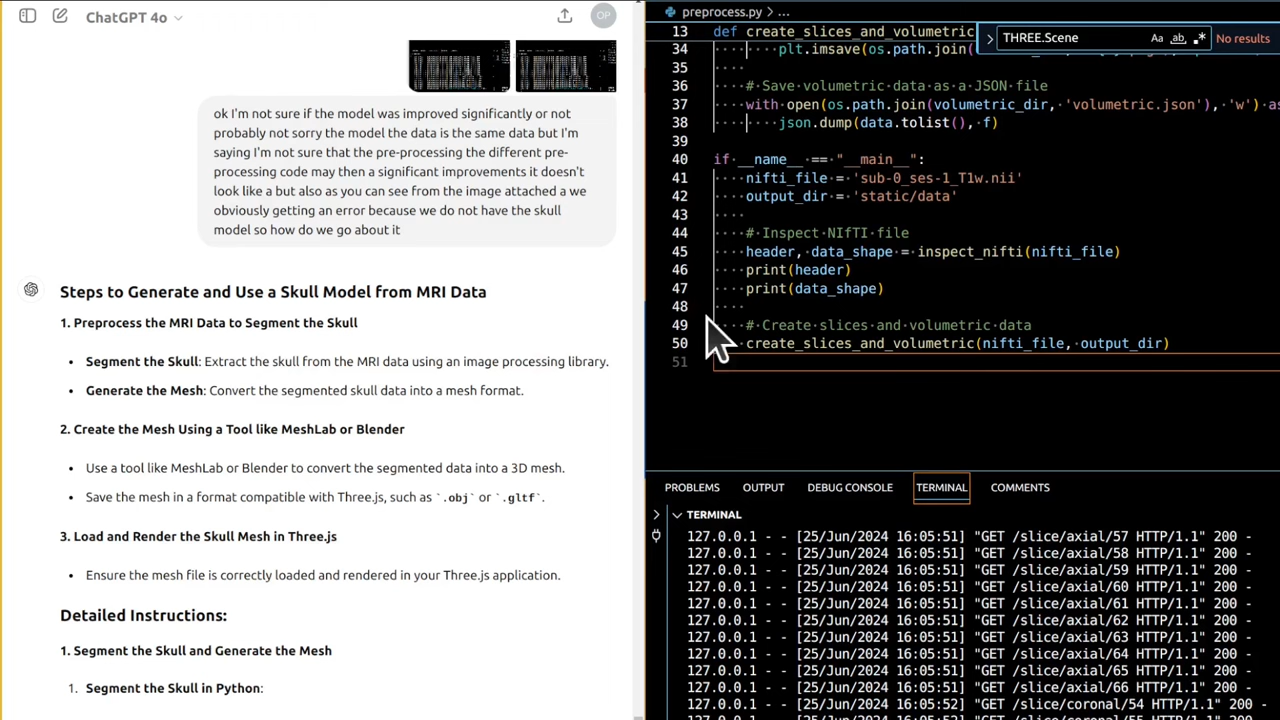 ChatGPT 4o
OP
ok I'm not sure if the model was improved significantly or not
probably not sorry the model the data is the same data but I'm
saying I'm not sure that the pre-processing the different pre-
processing code may then a significant improvements it doesn't
look like a but also as you can see from the image attached a we
obviously getting an error because we do not have the skull
model so how do we go about it
Steps to Generate and Use a Skull Model from MRI Data
1. Preprocess the MRI Data to Segment the Skull
• Segment the Skull: Extract the skull from the MRI data using an image processing library.
• Generate the Mesh: Convert the segmented skull data into a mesh format.
2. Create the Mesh Using a Tool like MeshLab or Blender
• Use a tool like MeshLab or Blender to convert the segmented data into a 3D mesh.
• Save the mesh in a format compatible with Three.js, such as `.obj` or `.gltf`.
3. Load and Render the Skull Mesh in Three.js
• Ensure the mesh file is correctly loaded and rendered in your Three.js application.
Detailed Instructions:
1. Segment the Skull and Generate the Mesh
1. Segment the Skull in Python:
preprocess.py > ...
THREE.Scene Aa ab .* No results
13 def create_slices_and_volumetric
34 plt.imsave(os.path.join(
35
36 # Save volumetric data as a JSON file
37 with open(os.path.join(volumetric_dir, 'volumetric.json'), 'w') as
38 json.dump(data.tolist(), f)
39
40 if __name__ == "__main__":
41 nifti_file = 'sub-0_ses-1_T1w.nii'
42 output_dir = 'static/data'
43
44 # Inspect NIfTI file
45 header, data_shape = inspect_nifti(nifti_file)
46 print(header)
47 print(data_shape)
48
49 # Create slices and volumetric data
50 create_slices_and_volumetric(nifti_file, output_dir)
51
PROBLEMS OUTPUT DEBUG CONSOLE TERMINAL COMMENTS
TERMINAL
127.0.0.1 - - [25/Jun/2024 16:05:51] "GET /slice/axial/57 HTTP/1.1" 200 -
127.0.0.1 - - [25/Jun/2024 16:05:51] "GET /slice/axial/58 HTTP/1.1" 200 -
127.0.0.1 - - [25/Jun/2024 16:05:51] "GET /slice/axial/59 HTTP/1.1" 200 -
127.0.0.1 - - [25/Jun/2024 16:05:51] "GET /slice/axial/60 HTTP/1.1" 200 -
127.0.0.1 - - [25/Jun/2024 16:05:51] "GET /slice/axial/61 HTTP/1.1" 200 -
127.0.0.1 - - [25/Jun/2024 16:05:51] "GET /slice/axial/62 HTTP/1.1" 200 -
127.0.0.1 - - [25/Jun/2024 16:05:51] "GET /slice/axial/63 HTTP/1.1" 200 -
127.0.0.1 - - [25/Jun/2024 16:05:51] "GET /slice/axial/64 HTTP/1.1" 200 -
127.0.0.1 - - [25/Jun/2024 16:05:51] "GET /slice/axial/65 HTTP/1.1" 200 -
127.0.0.1 - - [25/Jun/2024 16:05:51] "GET /slice/axial/66 HTTP/1.1" 200 -
127.0.0.1 - - [25/Jun/2024 16:05:52] "GET /slice/coronal/54 HTTP/1.1" 200 -